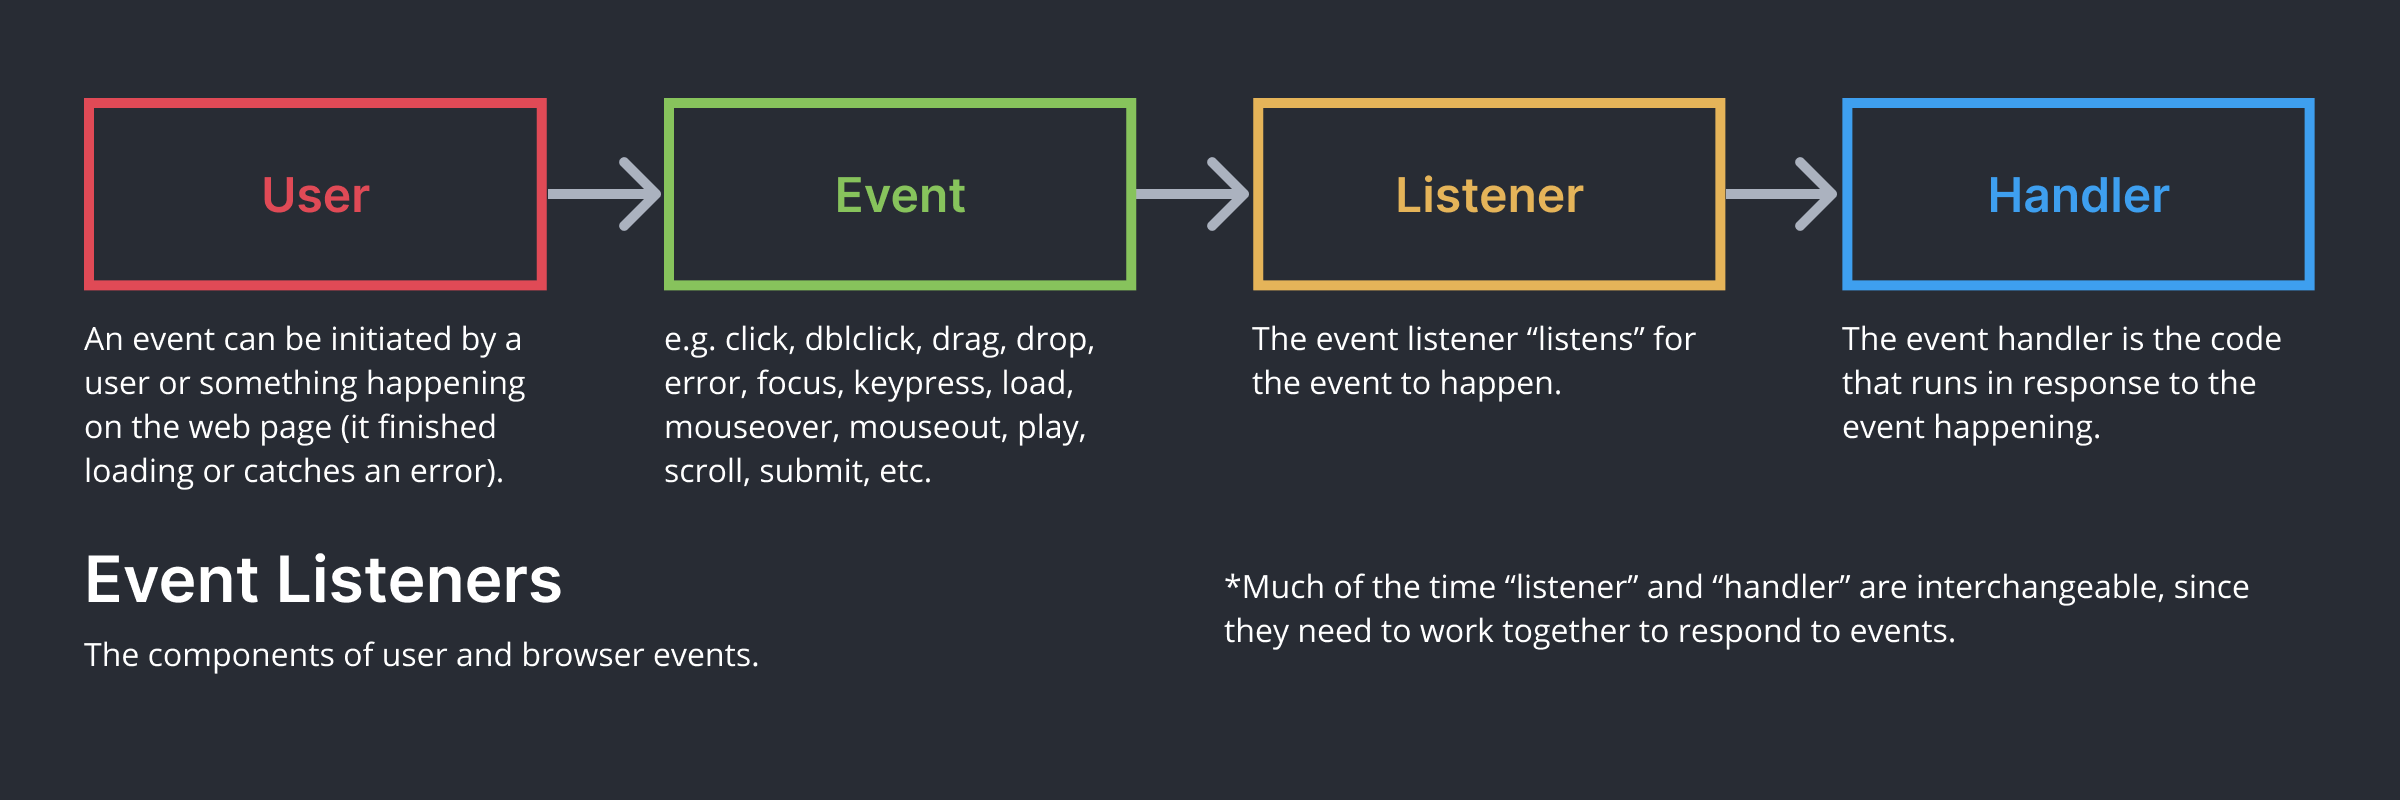 User
Event
Listener
Handler
An event can be initiated by a
user or something happening
on the web page (it finished
loading or catches an error).
e.g. click, dblclick, drag, drop,
error, focus, keypress, load,
mouseover, mouseout, play,
scroll, submit, etc.
The event listener “listens” for
the event to happen.
The event handler is the code
that runs in response to the
event happening.
Event Listeners
The components of user and browser events.
*Much of the time “listener” and “handler” are interchangeable, since
they need to work together to respond to events.